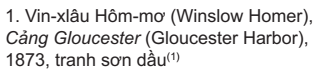 1. Vin-xlâu Hôm-mơ (Winslow Homer),
Cảng Gloucester (Gloucester Harbor),
1873, tranh sơn dầu(1)